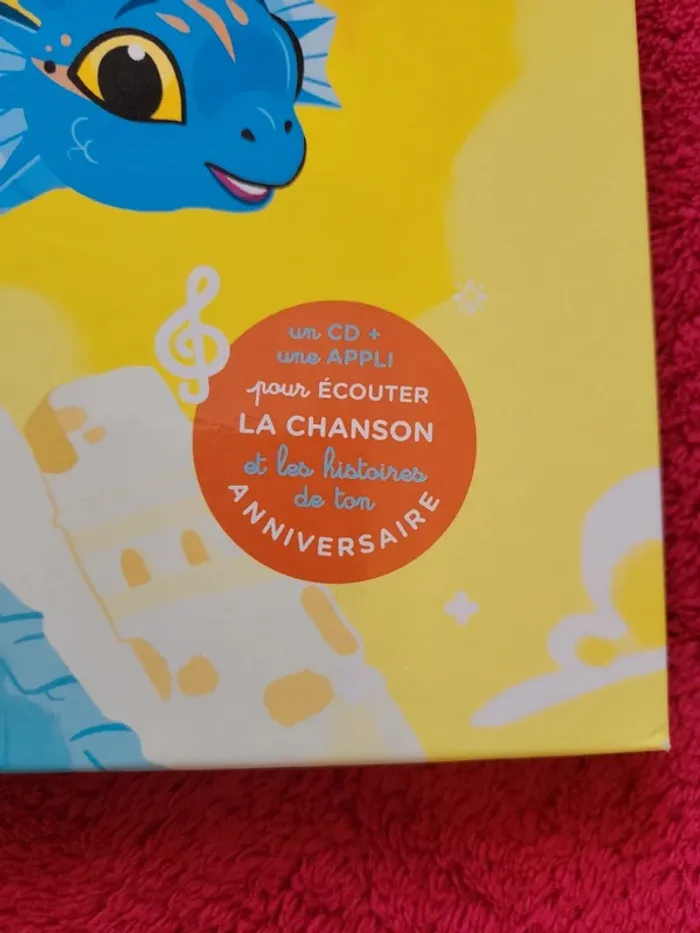 un CD +
une APPLI
pour ÉCOUTER
LA CHANSON
et les histoires
de ton
ANNIVERSAIRE